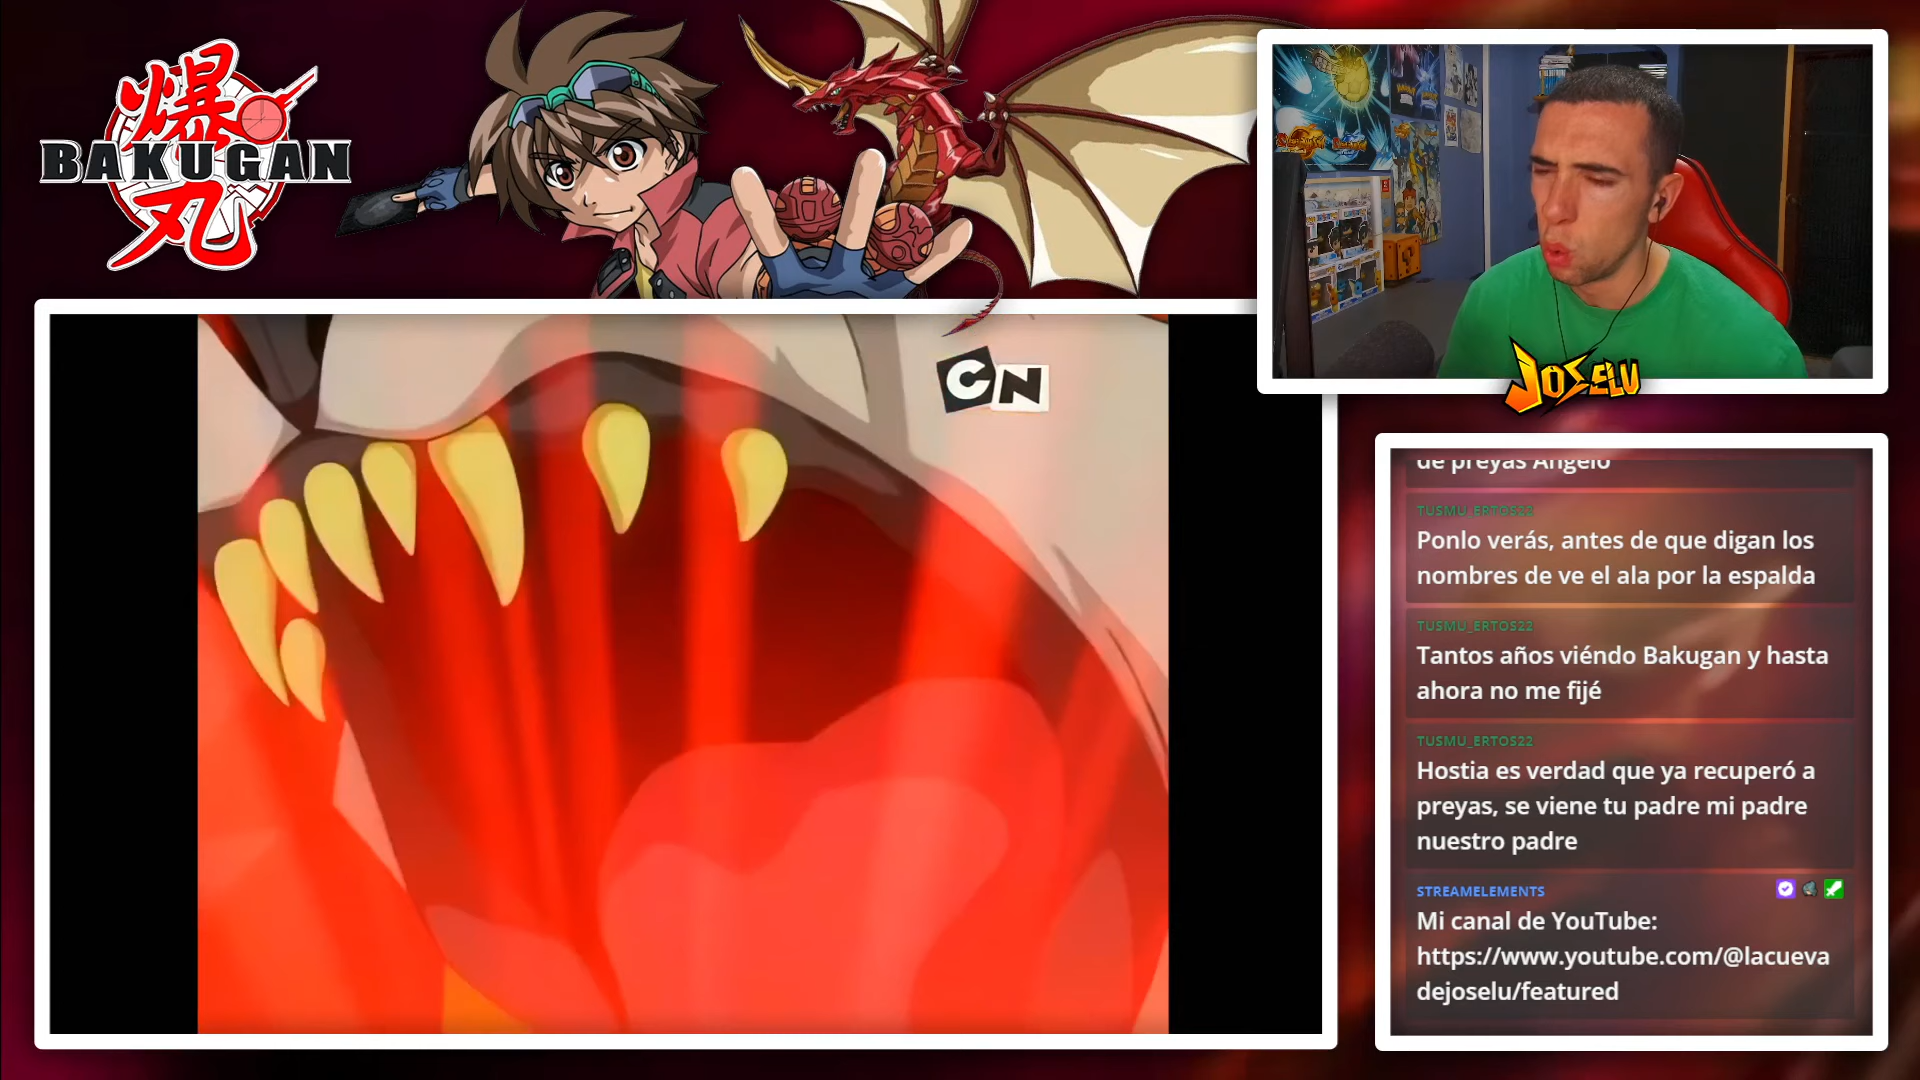 爆
BAKUGAN
丸
CN
JOSELU
de preyas Angelo
TUSMU_ERTOS22
Ponlo verás, antes de que digan los
nombres de ve el ala por la espalda
TUSMU_ERTOS22
Tantos años viéndo Bakugan y hasta
ahora no me fijé
TUSMU_ERTOS22
Hostia es verdad que ya recuperó a
preyas, se viene tu padre mi padre
nuestro padre
STREAMELEMENTS
Mi canal de YouTube:
https://www.youtube.com/@lacueva
dejoselu/featured